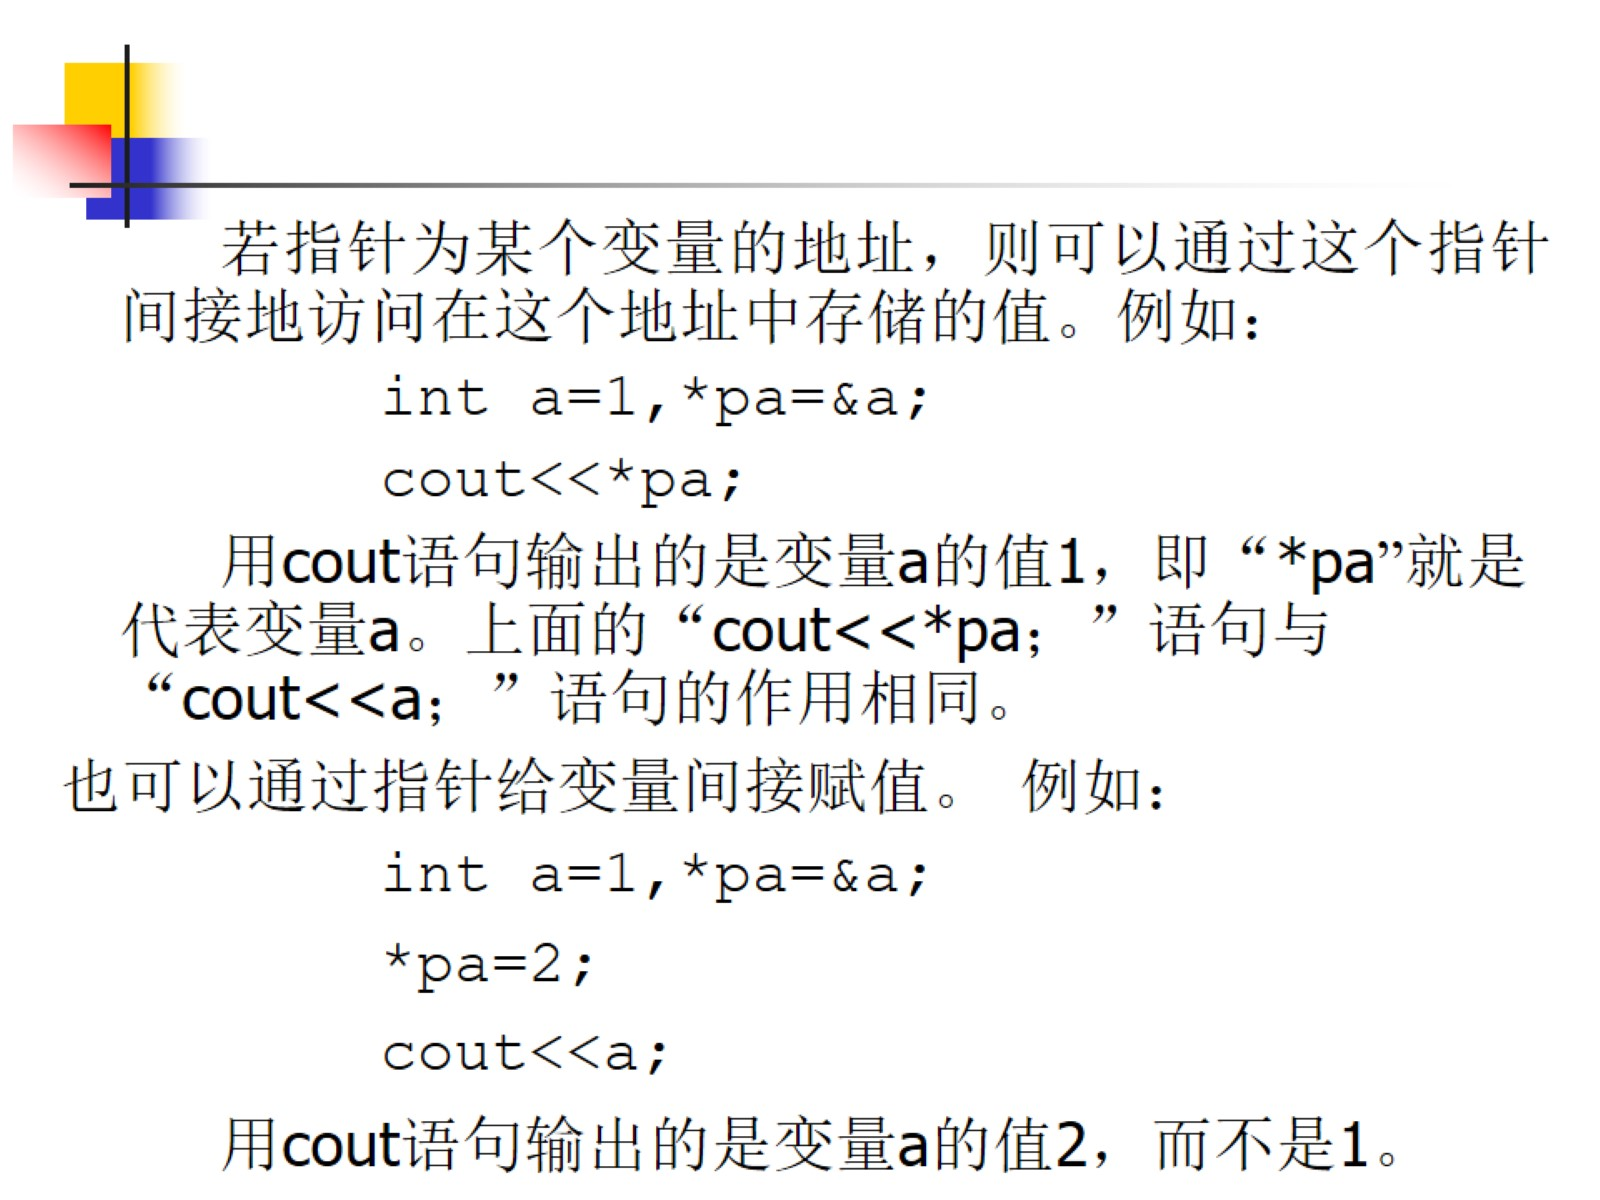 若指针为某个变量的地址，则可以通过这个指针
间接地访问在这个地址中存储的值。例如：
int a=1,*pa=&a;
cout<<*pa;
用cout语句输出的是变量a的值1，即“*pa”就是
代表变量a。上面的“cout<<*pa；”语句与
“cout<<a；”语句的作用相同。
也可以通过指针给变量间接赋值。 例如：
int a=1,*pa=&a;
*pa=2;
cout<<a;
用cout语句输出的是变量a的值2，而不是1。